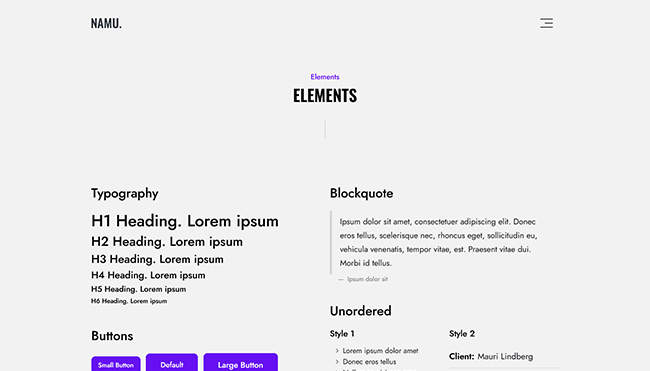 NAMU.
Elements
ELEMENTS
Typography
H1 Heading. Lorem ipsum
H2 Heading. Lorem ipsum
H3 Heading. Lorem ipsum
H4 Heading. Lorem ipsum
H5 Heading. Lorem ipsum
H6 Heading. Lorem ipsum
Buttons
Small Button
Default
Large Button
Blockquote
Ipsum dolor sit amet, consectetuer adipiscing elit. Donec
eros tellus, scelerisque nec, rhoncus eget, sollicitudin eu,
vehicula venenatis, tempor vitae, est. Praesent vitae dui.
Morbi id tellus.
— Ipsum dolor sit
Unordered
Style 1
Lorem ipsum dolor sit amet
Donec eros tellus
Style 2
Client: Mauri Lindberg